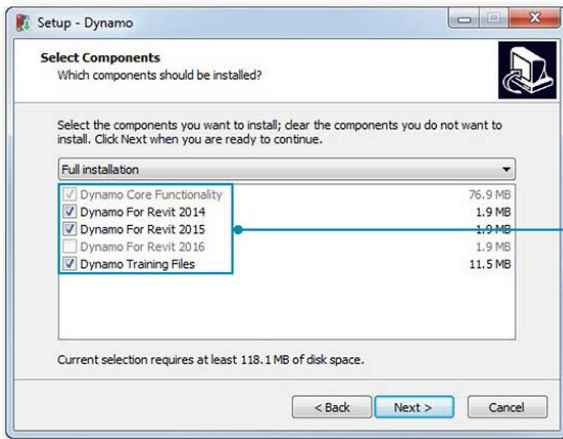 Setup - Dynamo
Select Components
Which components should be installed?
Select the components you want to install; clear the components you do not want to
install. Click Next when you are ready to continue.
Full installation
Dynamo Core Functionality 76.9 MB
Dynamo For Revit 2014 1.9 MB
Dynamo For Revit 2015 1.9 MB
Dynamo For Revit 2016 1.9 MB
Dynamo Training Files 11.5 MB
Current selection requires at least 118.1 MB of disk space.
< Back Next > Cancel